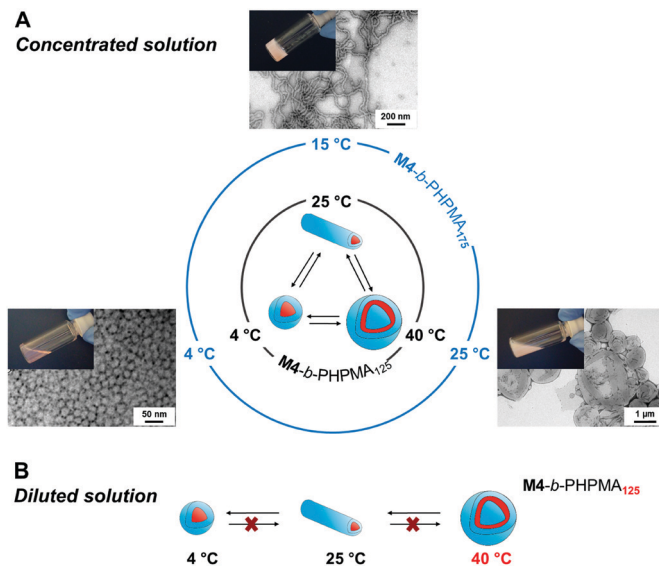 A
Concentrated solution
200 nm
15 °C
M4-b-PHPMA175
25 °C
4 °C
40 °C
M4-b-PHPMA125
4 °C
25 °C
50 nm
1 µm
B
Diluted solution
M4-b-PHPMA125
4 °C
25 °C
40 °C